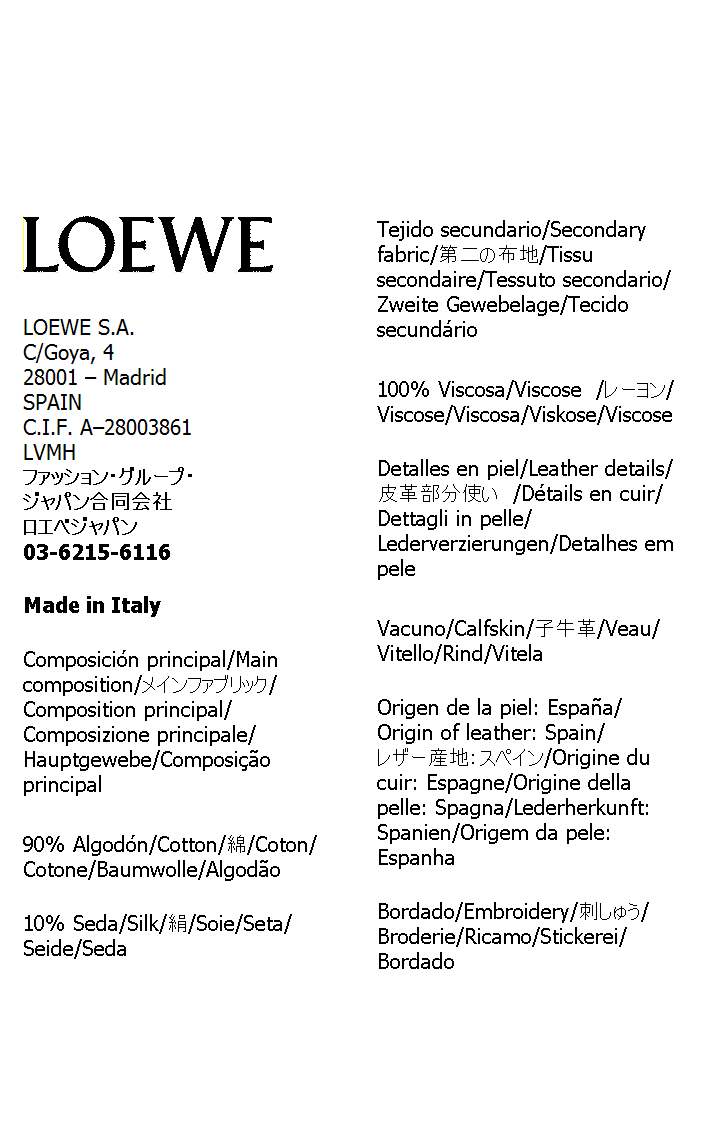 LOEWE
LOEWE S.A.
C/Goya, 4
28001 – Madrid
SPAIN
C.I.F. A–28003861
LVMH
ファッション・グループ・
ジャパン合同会社
ロエベジャパン
03-6215-6116
Made in Italy
Composición principal/Main
composition/メインファブリック/
Composition principal/
Composizione principale/
Hauptgewebe/Composição
principal
90% Algodón/Cotton/綿/Coton/
Cotone/Baumwolle/Algodão
10% Seda/Silk/絹/Soie/Seta/
Seide/Seda
Tejido secundario/Secondary
fabric/第二の布地/Tissu
secondaire/Tessuto secondario/
Zweite Gewebelage/Tecido
secundário
100% Viscosa/Viscose /レーヨン/
Viscose/Viscosa/Viskose/Viscose
Detalles en piel/Leather details/
皮革部分使い /Détails en cuir/
Dettagli in pelle/
Lederverzierungen/Detalhes em
pele
Vacuno/Calfskin/子牛革/Veau/
Vitello/Rind/Vitela
Origen de la piel: España/
Origin of leather: Spain/
レザー産地：スペイン/Origine du
cuir: Espagne/Origine della
pelle: Spagna/Lederherkunft:
Spanien/Origem da pele:
Espanha
Bordado/Embroidery/刺しゅう/
Broderie/Ricamo/Stickerei/
Bordado